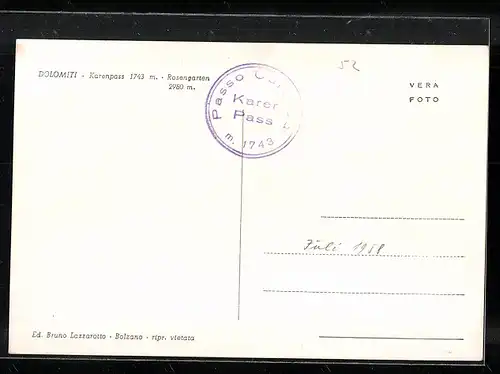 DOLOMITI - Karenpass 1743 m. - Rosengarten
2980 m.
Passo
Karer
Pass
m. 1743
52
VERA
FOTO
Juli 1958
Ed. Bruno Lazzarotto - Bolzano - ripr. vietata